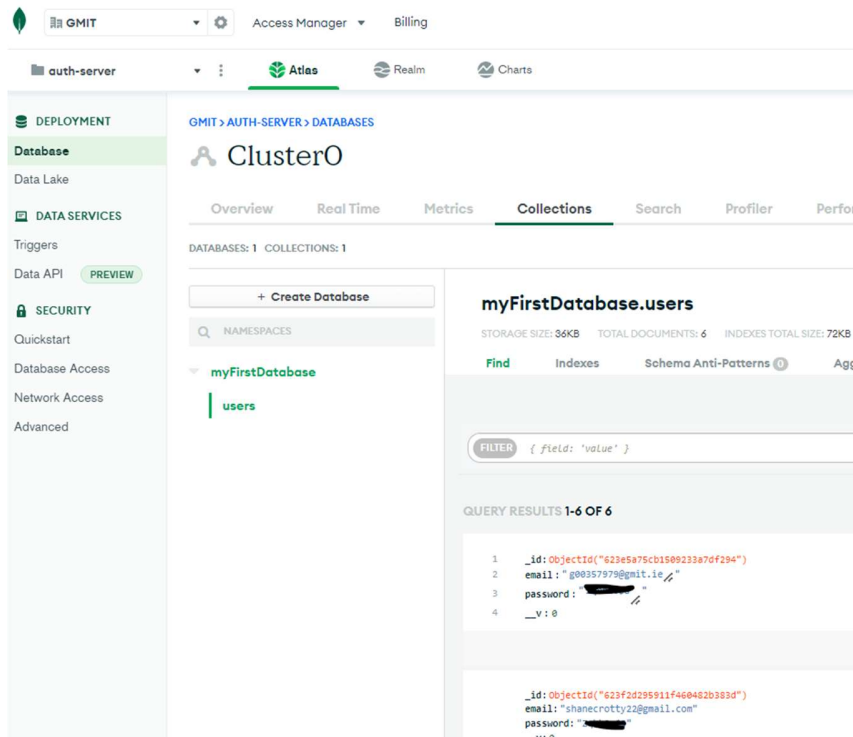 GMIT
Access Manager
Billing
auth-server
Atlas
Realm
Charts
DEPLOYMENT
Database
Data Lake
DATA SERVICES
Triggers
Data API PREVIEW
SECURITY
Quickstart
Database Access
Network Access
Advanced
GMIT > AUTH-SERVER > DATABASES
Cluster0
Overview Real Time Metrics Collections Search Profiler Perfo
DATABASES: 1 COLLECTIONS: 1
+ Create Database
NAMESPACES
myFirstDatabase
users
myFirstDatabase.users
STORAGE SIZE: 36KB TOTAL DOCUMENTS: 6 INDEXES TOTAL SIZE: 72KB
Find Indexes Schema Anti-Patterns 0 Agg
FILTER { field: 'value' }
QUERY RESULTS 1-6 OF 6
1 _id: ObjectId("623e5a75cb1509233a7df294")
2 email: "g00357979@gmit.ie"
3 password: " "
4 __v: 0
_id: ObjectId("623f2d295911f460482b383d")
email: "shanecrotty22@gmail.com"
password: " "